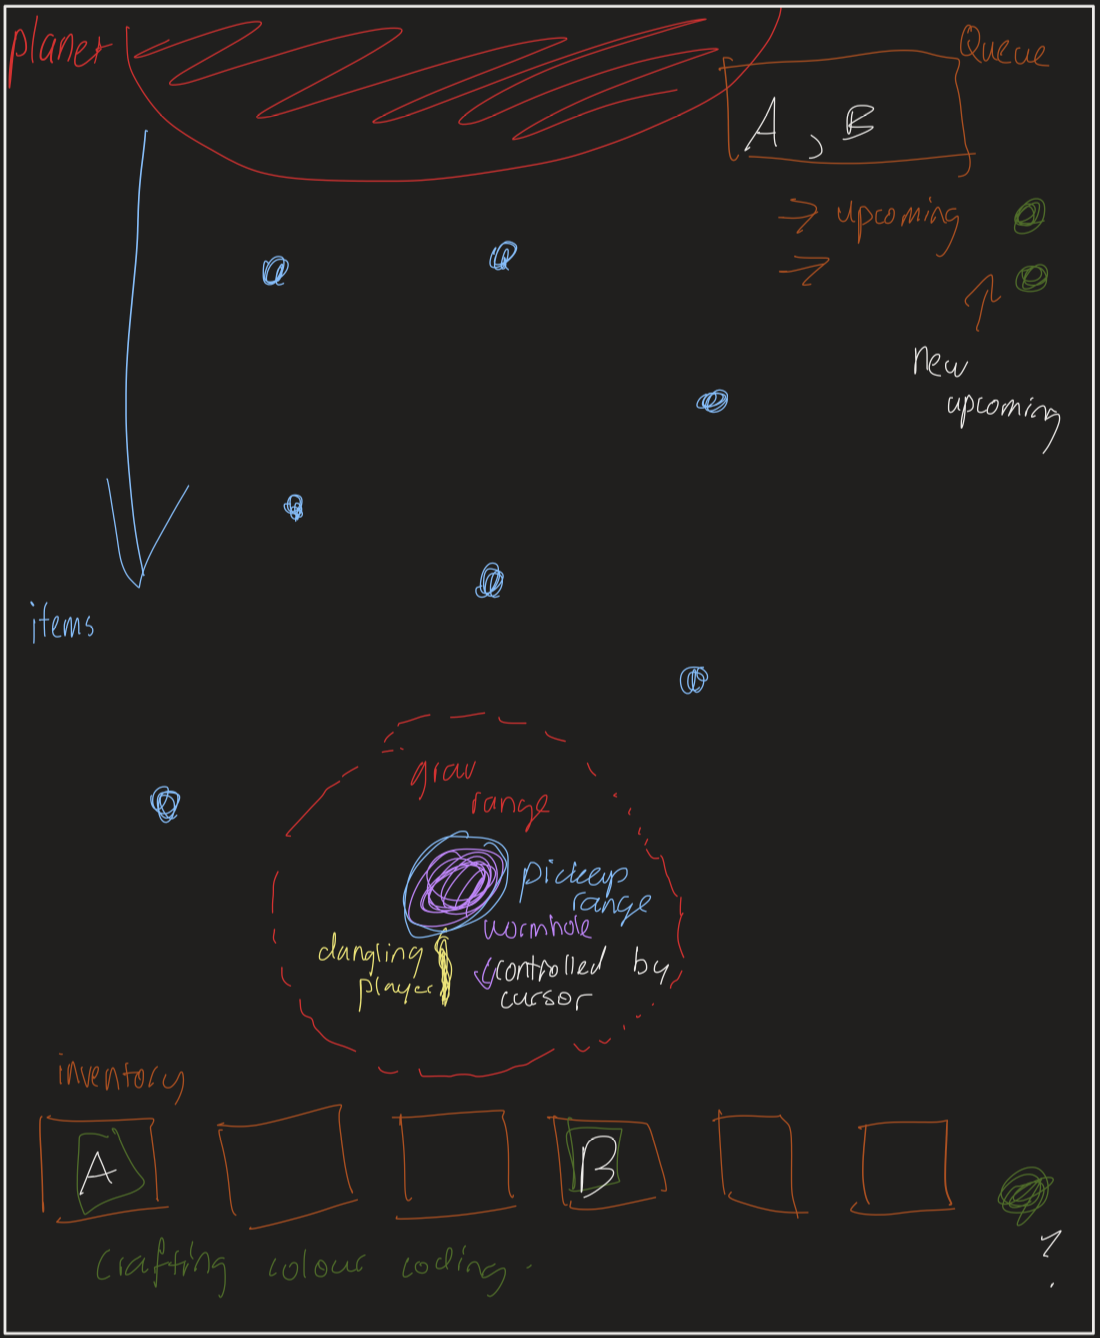 planet
Queue
A, B
→ upcoming
→
↑
new
upcoming
items
grav
range
pickup
range
wormhole
dangling
player
controlled by
cursor
inventory
A
B
?
Crafting colour coding.